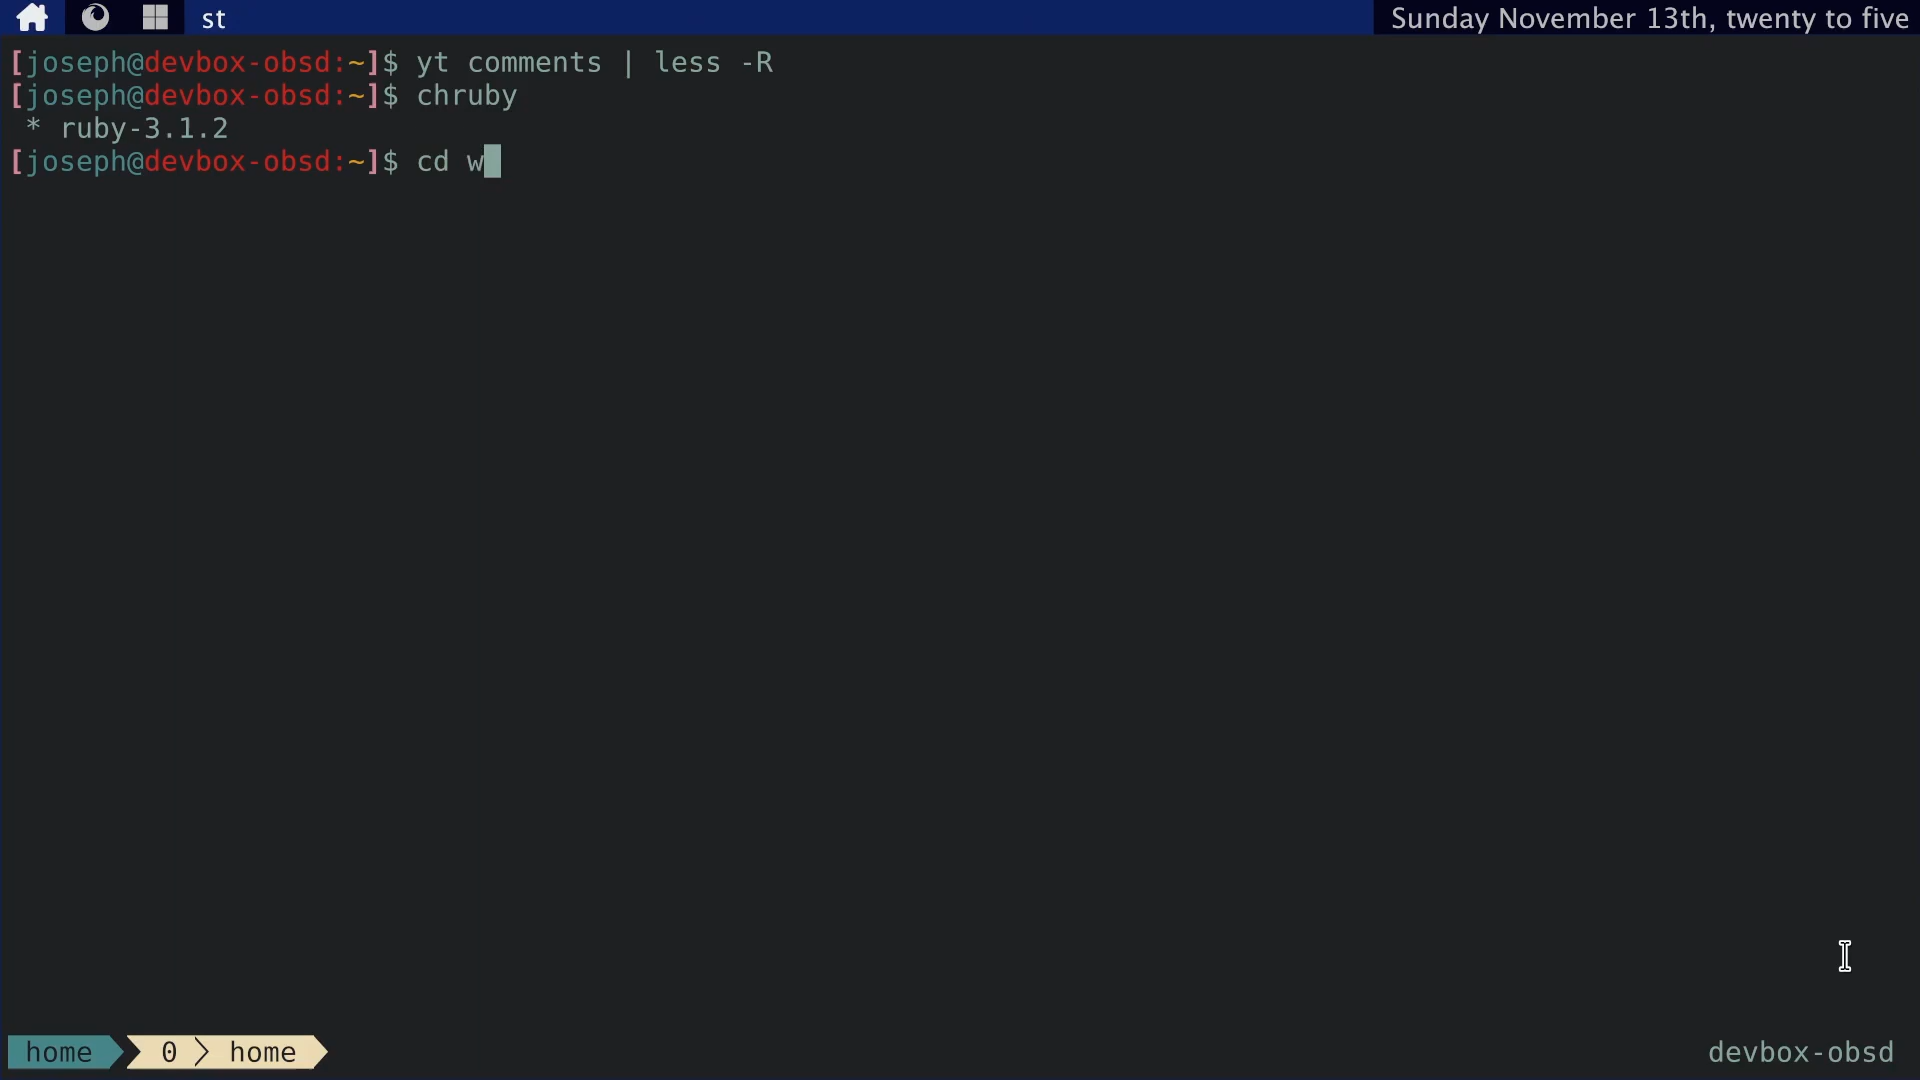 st
Sunday November 13th, twenty to five
[joseph@devbox-obsd:~]$ yt comments | less -R
[joseph@devbox-obsd:~]$ chruby
* ruby-3.1.2
[joseph@devbox-obsd:~]$ cd w
home 0 home
devbox-obsd